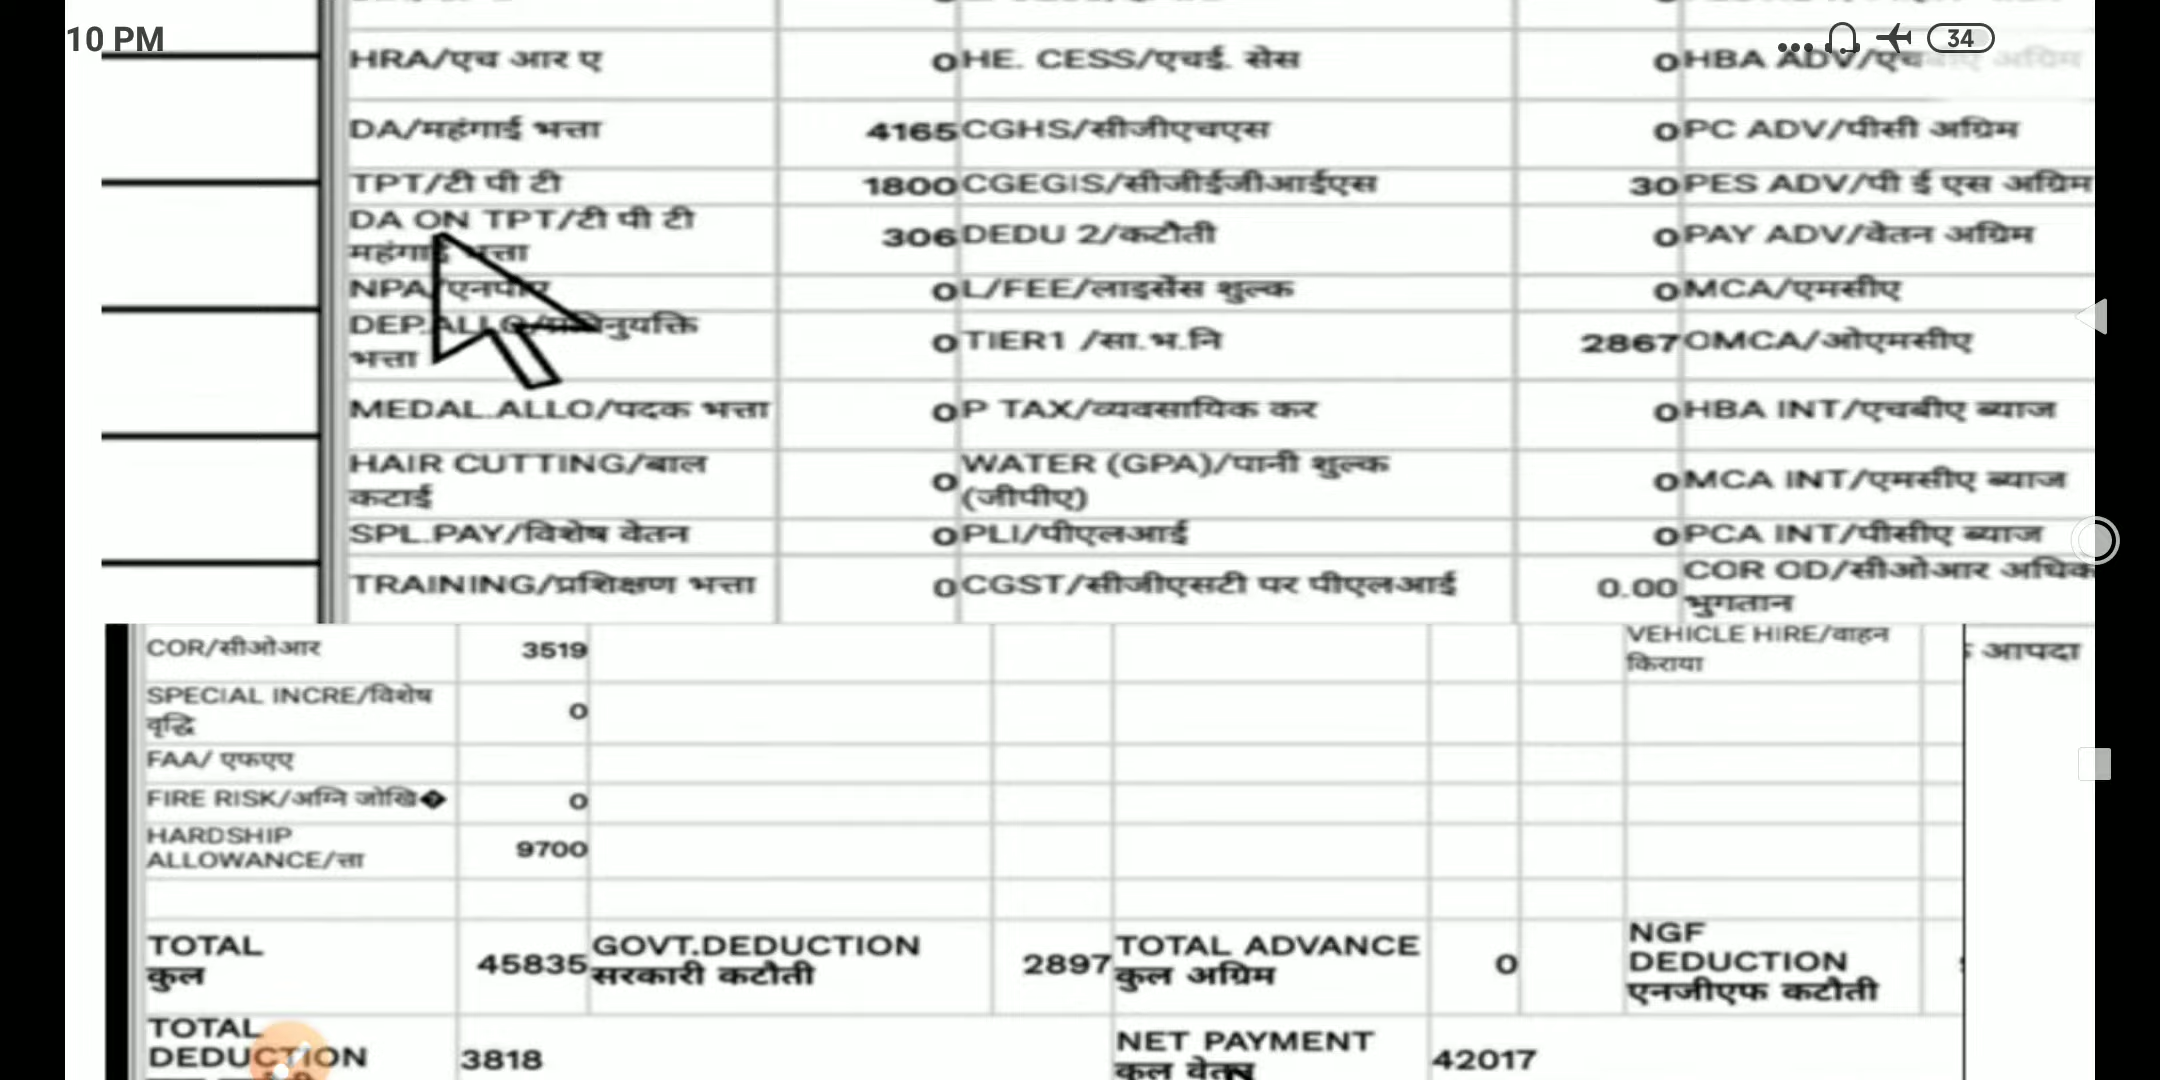 10 PM
34
HRA/एच आर ए 0 HE. CESS/एचई. सेस 0 HBA ADV/एचबीए अग्रिम
DA/महंगाई भत्ता 4165 CGHS/सीजीएचएस 0 PC ADV/पीसी अग्रिम
TPT/टी पी टी 1800 CGEGIS/सीजीईजीआईएस 30 PES ADV/पी ई एस अग्रिम
DA ON TPT/टी पी टी
महंगाई भत्ता 306 DEDU 2/कटौती 0 PAY ADV/वेतन अग्रिम
NPA/एनपीए 0 L/FEE/लाइसेंस शुल्क 0 MCA/एमसीए
DEP.ALLO/प्रतिनुयक्ति
भत्ता 0 TIER1 /सा.भ.नि 2867 OMCA/ओएमसीए
MEDAL.ALLO/पदक भत्ता 0 P TAX/व्यवसायिक कर 0 HBA INT/एचबीए ब्याज
HAIR CUTTING/बाल
कटाई 0 WATER (GPA)/पानी शुल्क
(जीपीए) 0 MCA INT/एमसीए ब्याज
SPL.PAY/विशेष वेतन 0 PLI/पीएलआई 0 PCA INT/पीसीए ब्याज
TRAINING/प्रशिक्षण भत्ता 0 CGST/सीजीएसटी पर पीएलआई 0.00 COR OD/सीओआर अधिक
भुगतान
COR/सीओआर 3519 VEHICLE HIRE/वाहन
किराया आपदा
SPECIAL INCRE/विशेष
वृद्धि 0
FAA/ एफएए
FIRE RISK/अग्नि जोखि� 0
HARDSHIP
ALLOWANCE/त्ता 9700
TOTAL
कुल 45835 GOVT.DEDUCTION
सरकारी कटौती 2897 TOTAL ADVANCE
कुल अग्रिम 0 NGF
DEDUCTION
एनजीएफ कटौती
TOTAL
DEDUCTION 3818 NET PAYMENT
कुल वेतन 42017